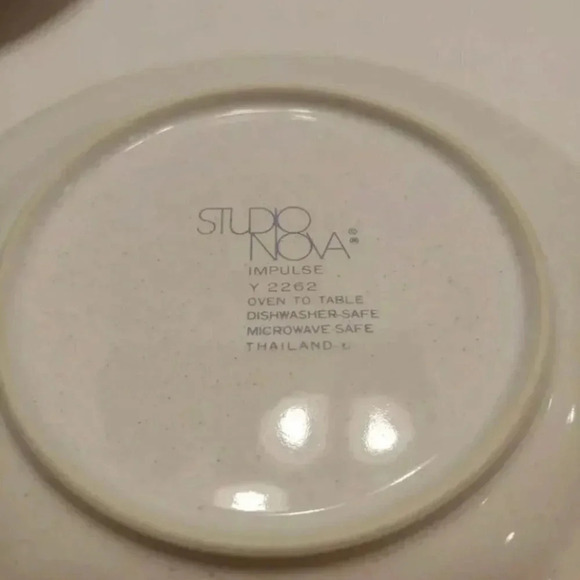 STUDIO
NOVA ®
IMPULSE
Y 2262
OVEN TO TABLE
DISHWASHER-SAFE
MICROWAVE SAFE
THAILAND